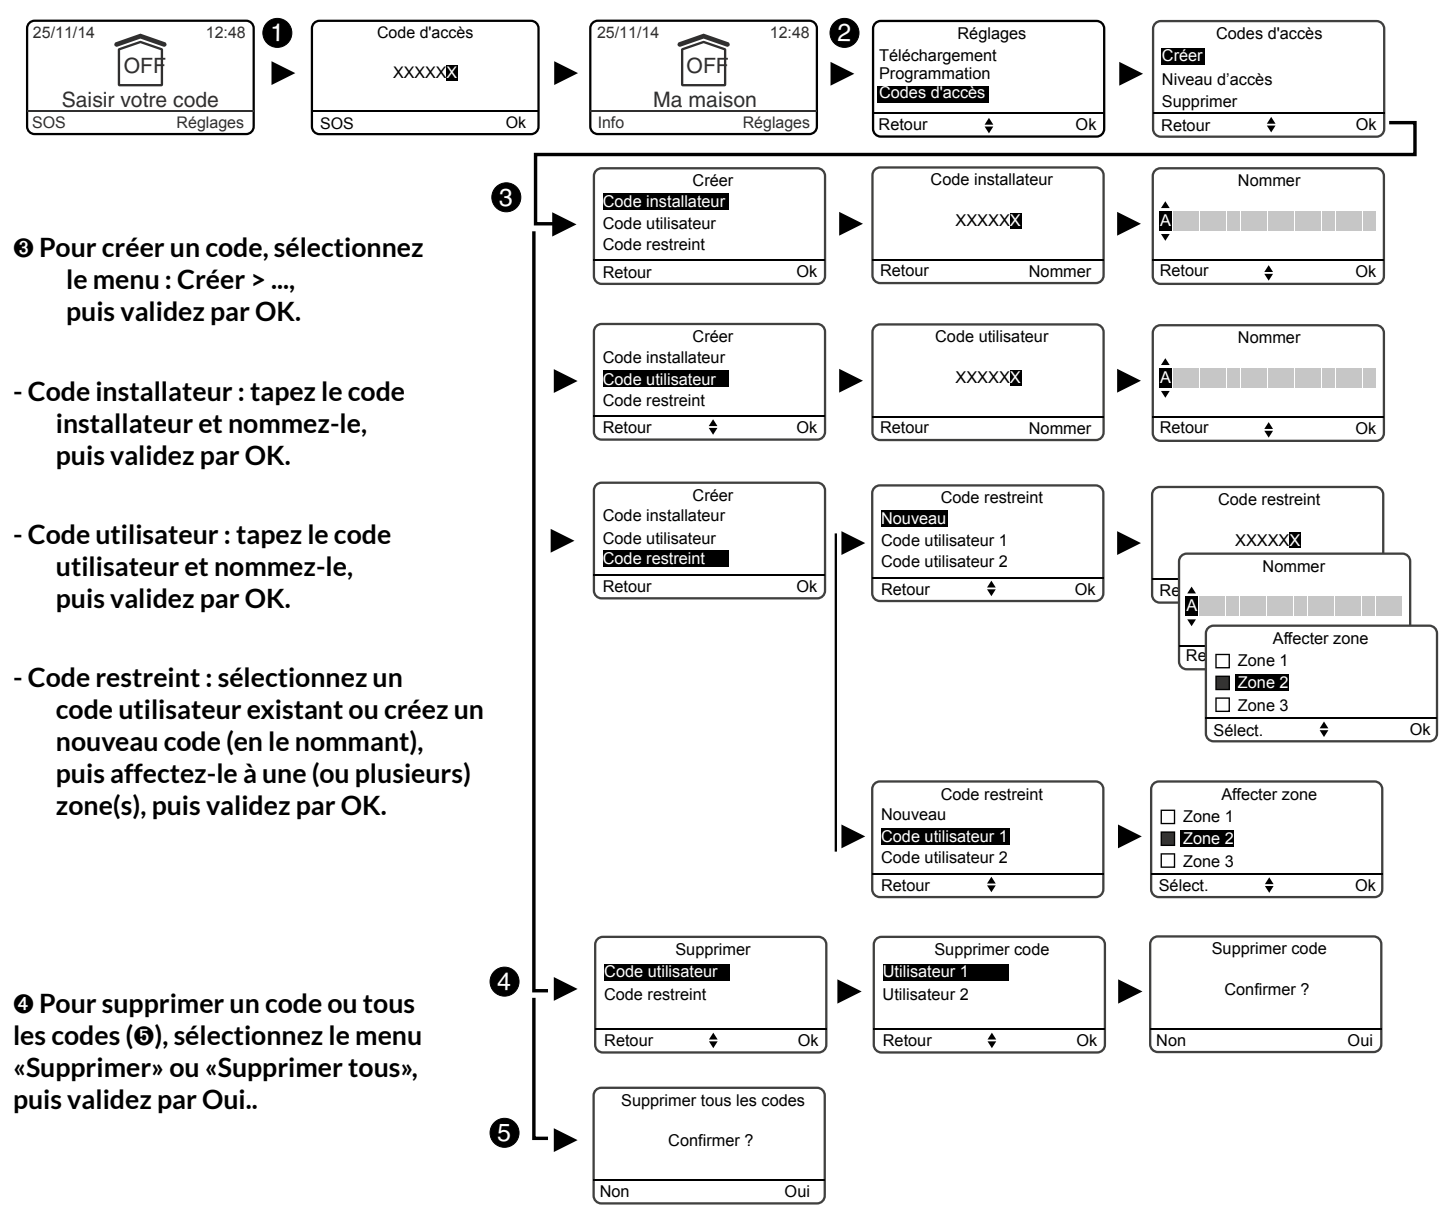 25/11/14 12:48
OFF
Saisir votre code
SOS Réglages
❶
Code d'accès
XXXXXX
SOS Ok
25/11/14 12:48
OFF
Ma maison
Info Réglages
❷
Réglages
Téléchargement
Programmation
Codes d'accès
Retour Ok
Codes d'accès
Créer
Niveau d'accès
Supprimer
Retour Ok
❸ Pour créer un code, sélectionnez
le menu : Créer > ...,
puis validez par OK.
- Code installateur : tapez le code
installateur et nommez-le,
puis validez par OK.
- Code utilisateur : tapez le code
utilisateur et nommez-le,
puis validez par OK.
- Code restreint : sélectionnez un
code utilisateur existant ou créez un
nouveau code (en le nommant),
puis affectez-le à une (ou plusieurs)
zone(s), puis validez par OK.
❸
Créer
Code installateur
Code utilisateur
Code restreint
Retour Ok
Code installateur
XXXXXX
Retour Nommer
Nommer
A
Retour Ok
Créer
Code installateur
Code utilisateur
Code restreint
Retour Ok
Code utilisateur
XXXXXX
Retour Nommer
Nommer
A
Retour Ok
Créer
Code installateur
Code utilisateur
Code restreint
Retour Ok
Code restreint
Nouveau
Code utilisateur 1
Code utilisateur 2
Retour Ok
Code restreint
XXXXXX
Re
Nommer
A
Re
Affecter zone
Zone 1
Zone 2
Zone 3
Sélect. Ok
Code restreint
Nouveau
Code utilisateur 1
Code utilisateur 2
Retour
Affecter zone
Zone 1
Zone 2
Zone 3
Sélect. Ok
❹ Pour supprimer un code ou tous
les codes (❺), sélectionnez le menu
«Supprimer» ou «Supprimer tous»,
puis validez par Oui..
❹
Supprimer
Code utilisateur
Code restreint
Retour Ok
Supprimer code
Utilisateur 1
Utilisateur 2
Retour Ok
Supprimer code
Confirmer ?
Non Oui
❺
Supprimer tous les codes
Confirmer ?
Non Oui